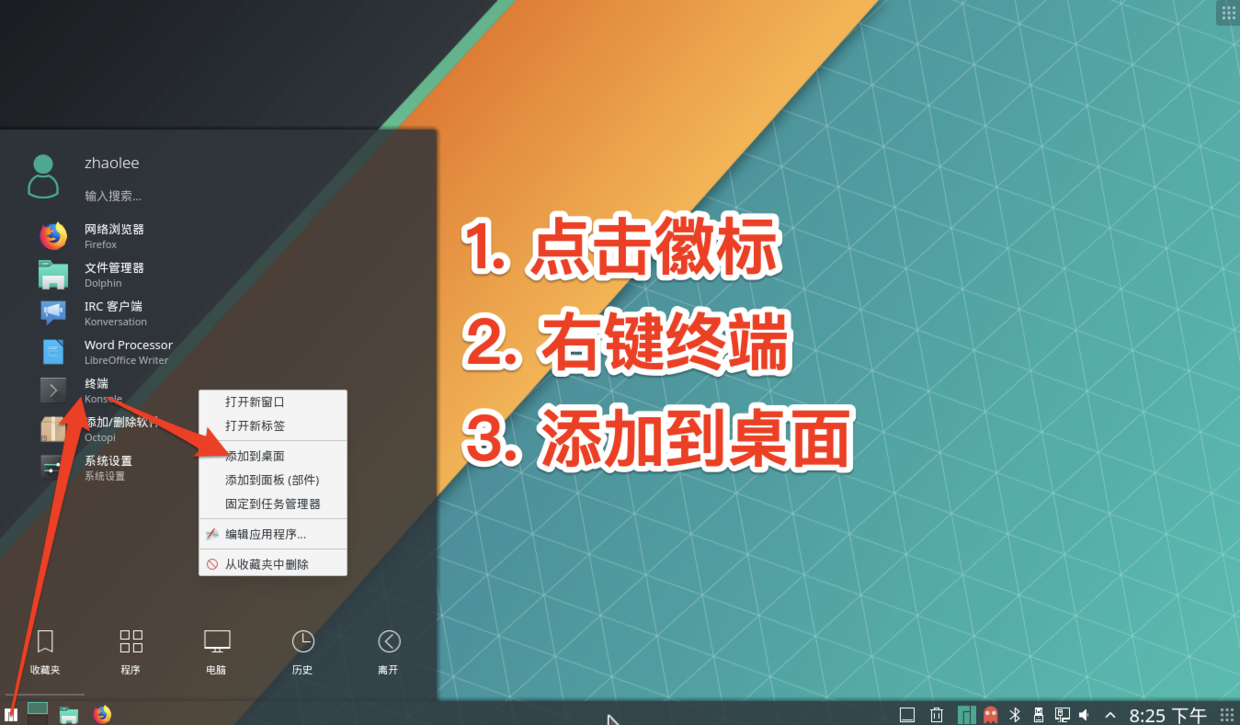 zhaolee
输入搜索...
网络浏览器
Firefox
文件管理器
Dolphin
IRC 客户端
Konversation
Word Processor
LibreOffice Writer
终端
Konsole
添加/删除软件
Octopi
系统设置
系统设置
打开新窗口
打开新标签
添加到桌面
添加到面板 (部件)
固定到任务管理器
编辑应用程序...
从收藏夹中删除
1. 点击徽标
2. 右键终端
3. 添加到桌面
收藏夹
程序
电脑
历史
离开
8:25 下午